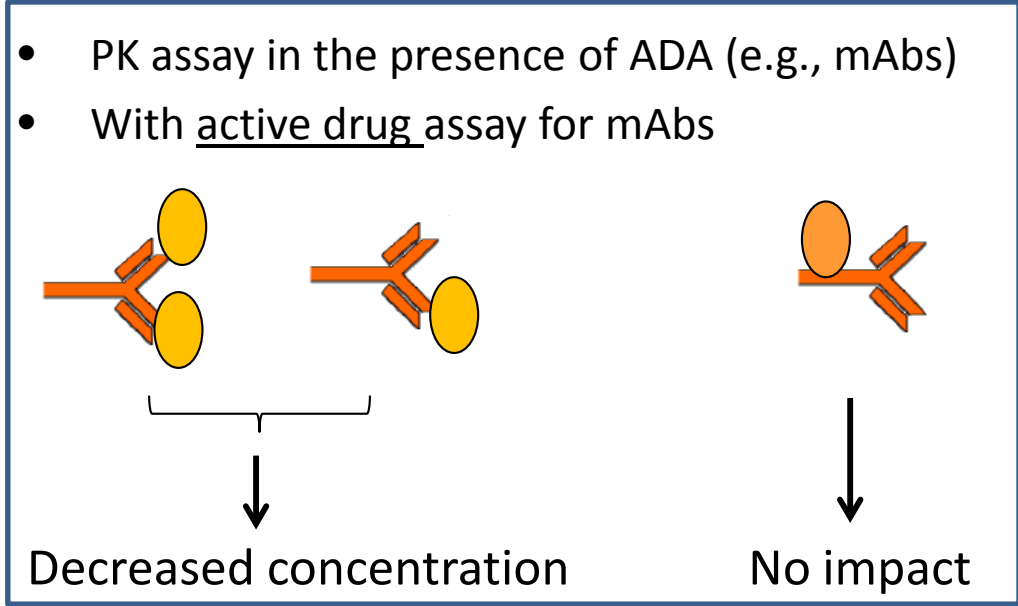 • PK assay in the presence of ADA (e.g., mAbs)
• With active drug assay for mAbs
Decreased concentration
No impact